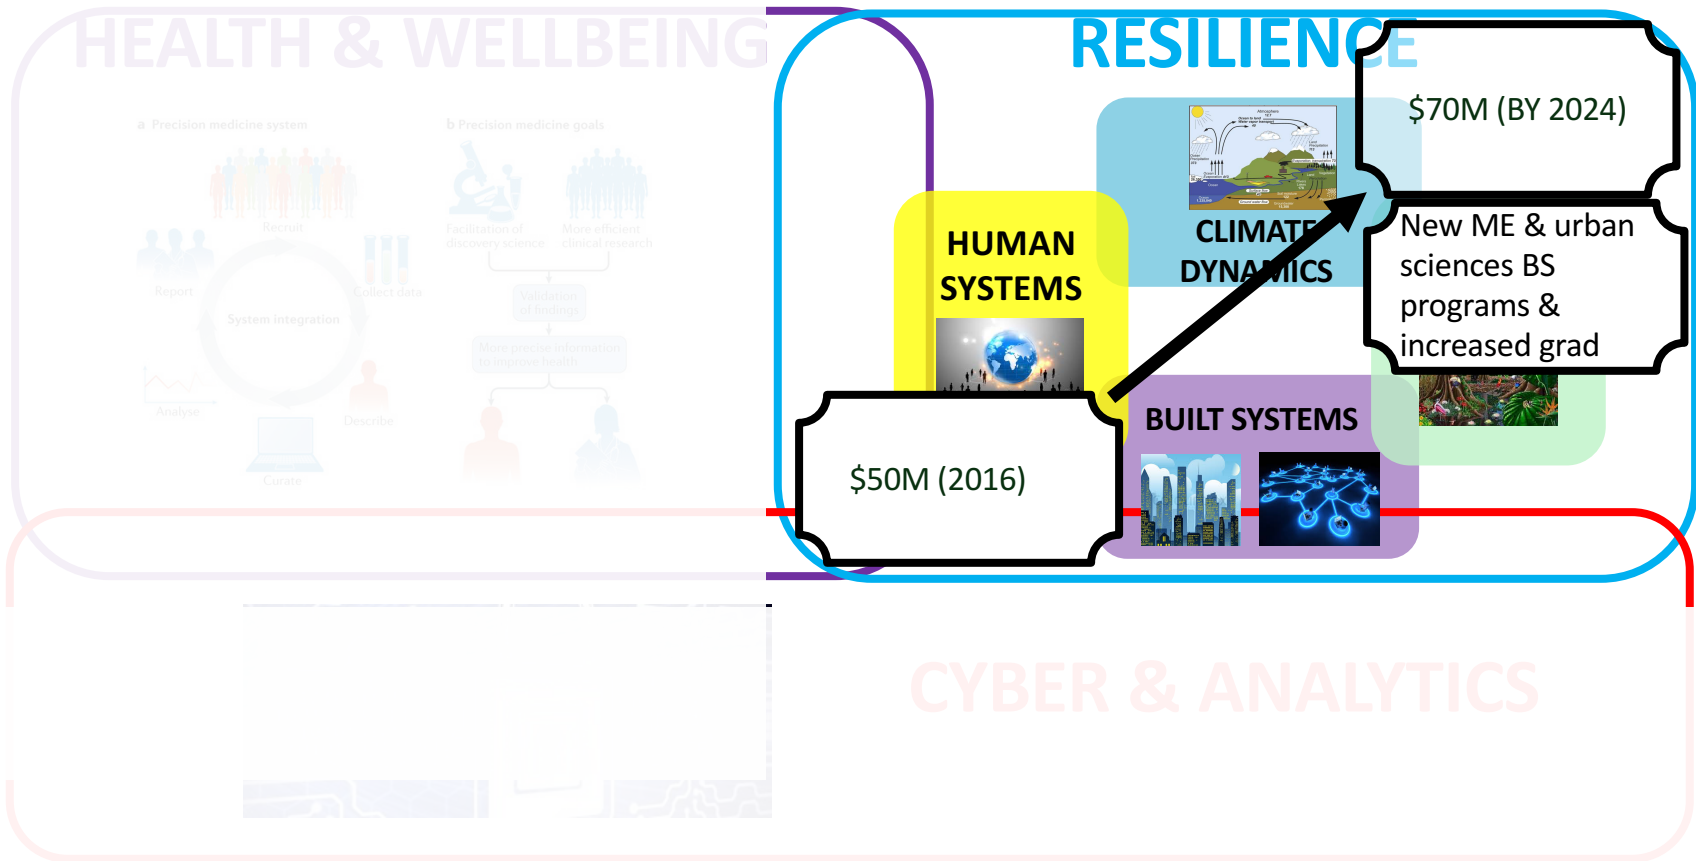 HEALTH & WELLBEING
RESILIENCE
$70M (BY 2024)
a Precision medicine system
b Precision medicine goals
Recruit
Facilitation of
discovery science
More efficient
clinical research
Report
Collect data
System integration
Validation
of findings
More precise information
to improve health
Analyse
Describe
Curate
HUMAN
SYSTEMS
Atmosphere
CLIMATE
DYNAMICS
New ME & urban
sciences BS
programs &
increased grad
BUILT SYSTEMS
$50M (2016)
CYBER & ANALYTICS